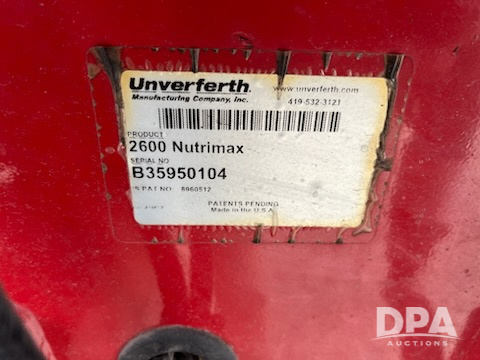 Unverferth
www.unverferth.com
Manufacturing Company, Inc.
419-532-3121
PRODUCT
2600 Nutrimax
SERIAL NO
B35950104
PAT NO. 8960512
PATENTS PENDING
Made in the U.S.A.
DPA
AUCTIONS